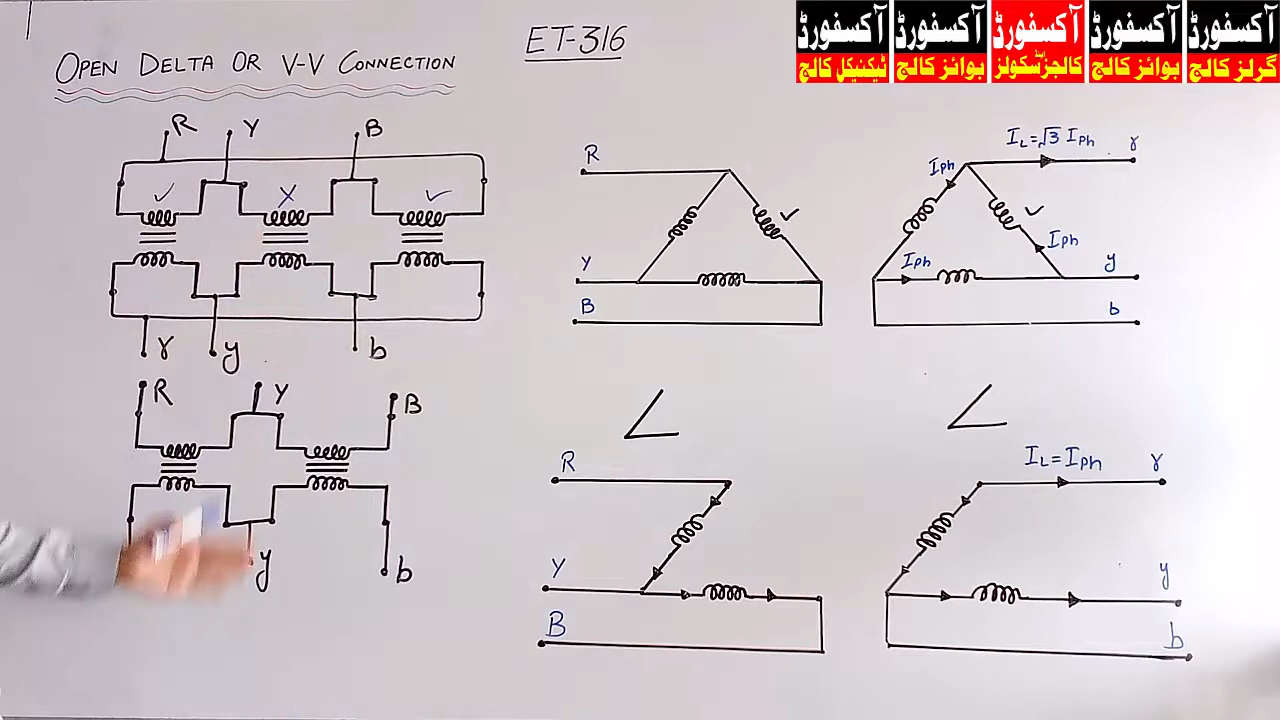 OPEN DELTA OR V-V CONNECTION
ET-316
آکسفورڈ ٹیکنیکل کالج
آکسفورڈ بوائز کالج
آکسفورڈ کالجز اینڈ سکولز
آکسفورڈ بوائز کالج
آکسفورڈ گرلز کالج
R Y B
✓ X ✓
r y b
R Y B
y b
R
✓
Y
B
IL=√3 Iph
r
Iph
✓
Iph
Iph
y
b
R
Y
B
IL=Iph
r
y
b